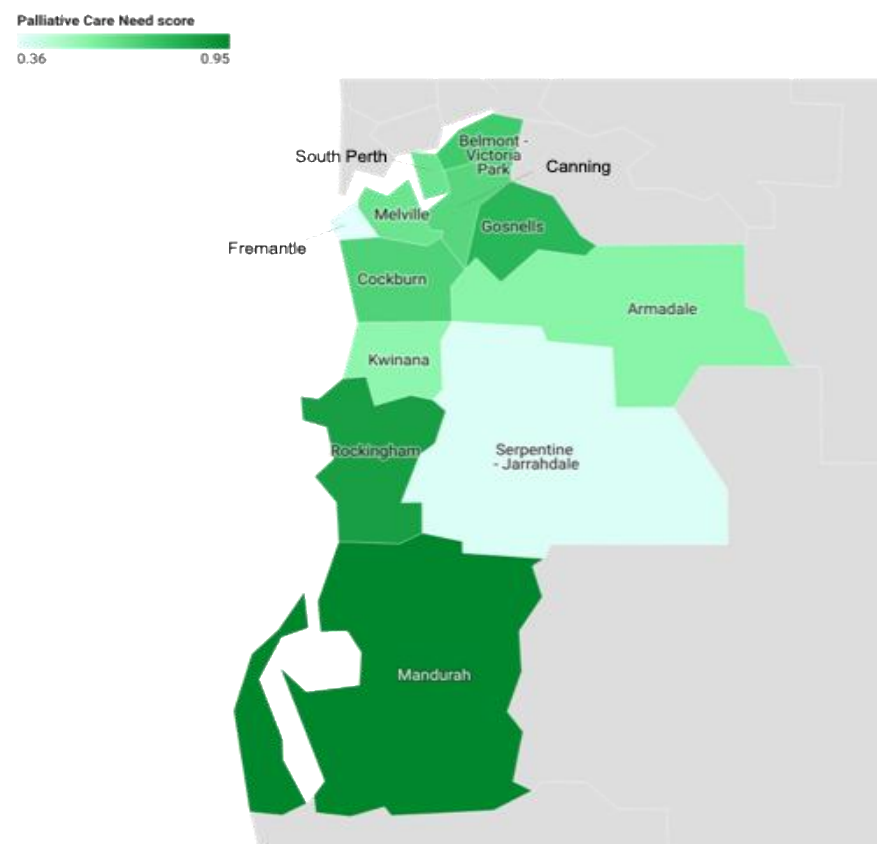 Palliative Care Need score
0.36 0.95
Belmont -
Victoria
Park
South Perth
Canning
Melville
Gosnells
Fremantle
Cockburn
Armadale
Kwinana
Rockingham
Serpentine
- Jarrahdale
Mandurah